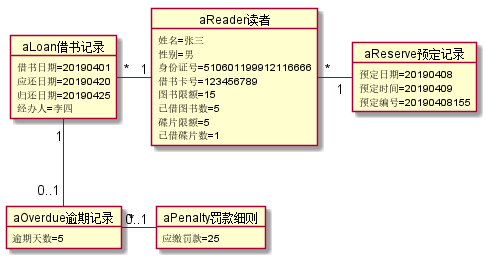 aLoan借书记录
借书日期=20190401
应还日期=20190420
归还日期=20190425
经办人=李四
* 1
aReader读者
姓名=张三
性别=男
身份证号=510601199912116666
借书卡号=123456789
图书限额=15
已借图书数=5
碟片限额=5
已借碟片数=1
* 1
aReserve预定记录
预定日期=20190408
预定时间=20190409
预定编号=20190408155
1
0..1
aOverdue逾期记录
逾期天数=5
* 0..1
aPenalty罚款细则
应缴罚款=25